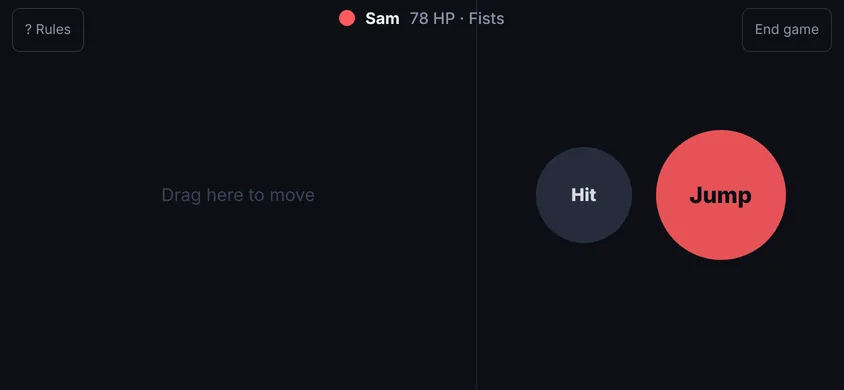 ? Rules
Sam 78 HP · Fists
End game
Drag here to move
Hit
Jump